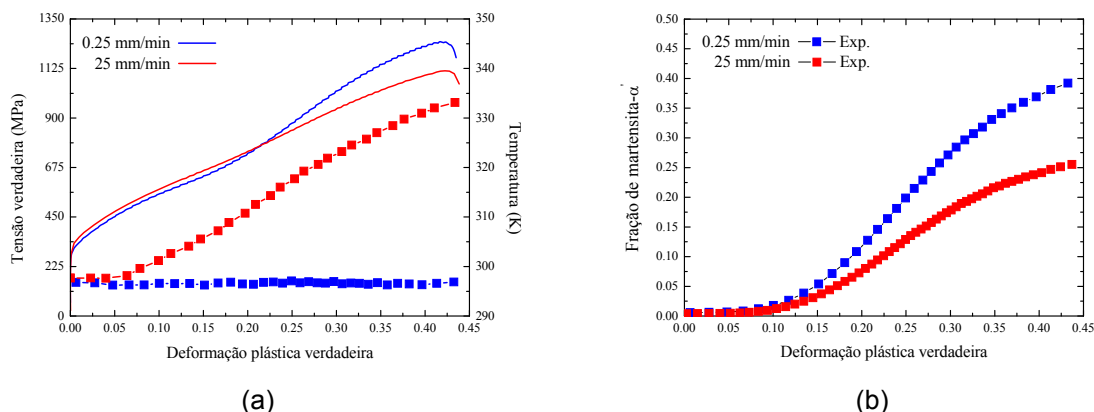 1350
1125
900
675
450
225
0
Tensão verdadeira (MPa)
0.25 mm/min
25 mm/min
350
340
330
320
310
300
290
Temperatura (K)
0.00 0.05 0.10 0.15 0.20 0.25 0.30 0.35 0.40 0.45
Deformação plástica verdadeira
(a)
0.50
0.45
0.40
0.35
0.30
0.25
0.20
0.15
0.10
0.05
0.00
Fração de martensita-α'
0.25 mm/min Exp.
25 mm/min Exp.
0.00 0.05 0.10 0.15 0.20 0.25 0.30 0.35 0.40 0.45
Deformação plástica verdadeira
(b)